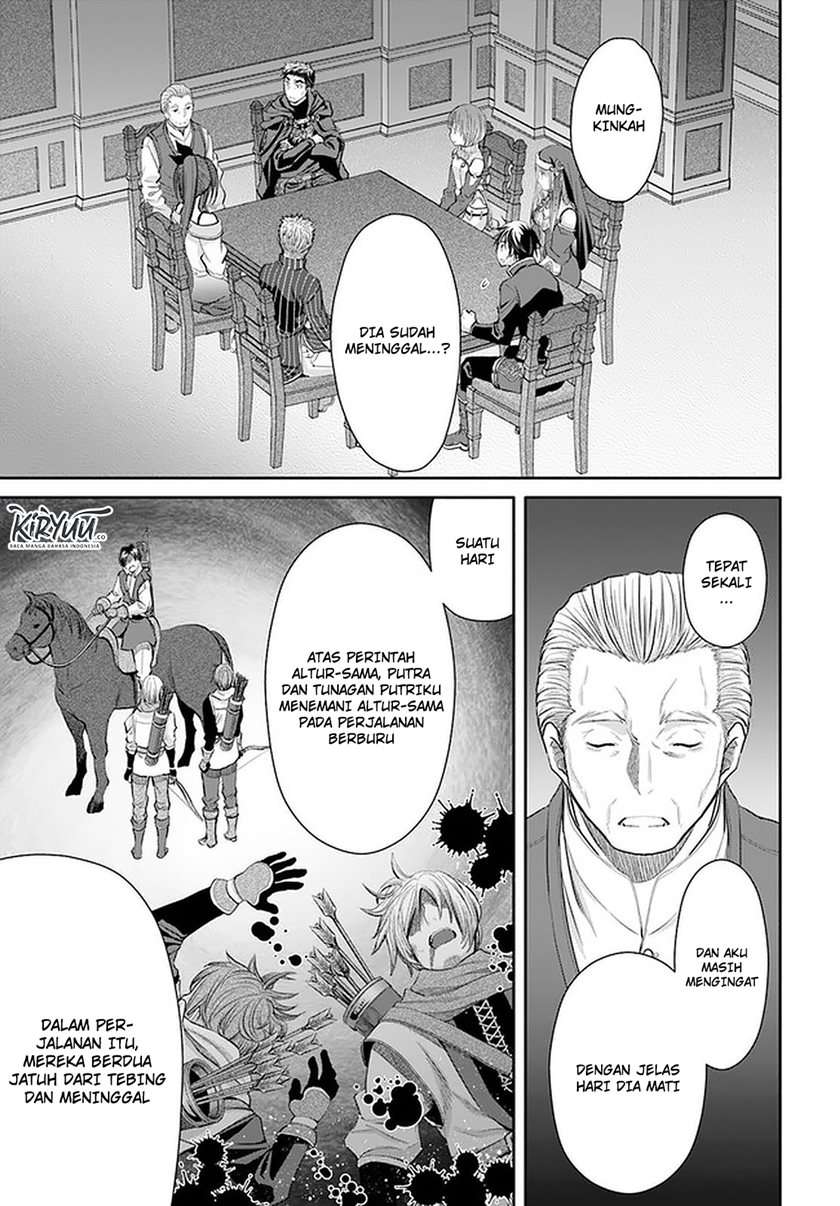 MUNG-
KINKAH
DIA SUDAH
MENINGGAL...?
TEPAT
SEKALI
...
DAN AKU
MASIH
MENGINGAT
DENGAN JELAS
HARI DIA MATI
KiRYUU.CO
BACA MANGA BAHASA INDONESIA
SUATU
HARI
ATAS PERINTAH
ALTUR-SAMA, PUTRA
DAN TUNAGAN PUTRIKU
MENEMANI ALTUR-SAMA
PADA PERJALANAN
BERBURU
DALAM PER-
JALANAN ITU,
MEREKA BERDUA
JATUH DARI TEBING
DAN MENINGGAL